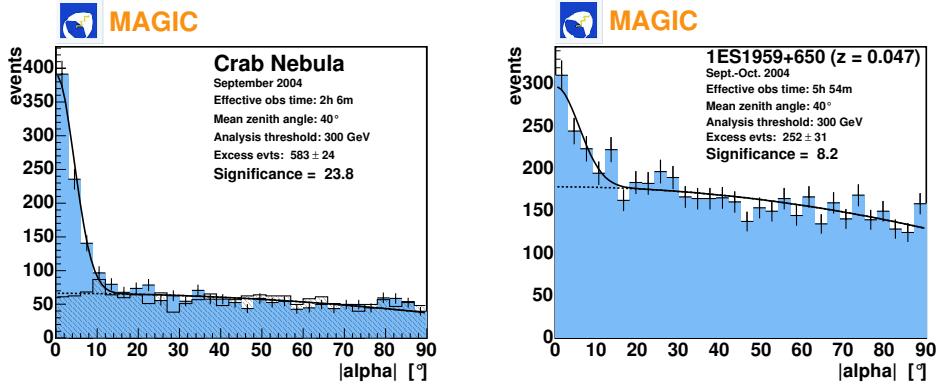 MAGIC
events
Crab Nebula
September 2004
Effective obs time: 2h 6m
Mean zenith angle: 40°
Analysis threshold: 300 GeV
Excess evts: 583 ± 24
Significance = 23.8
400
350
300
250
200
150
100
50
0
0 10 20 30 40 50 60 70 80 90
|alpha| [°]
MAGIC
events
1ES1959+650 (z = 0.047)
Sept.-Oct. 2004
Effective obs time: 5h 54m
Mean zenith angle: 40°
Analysis threshold: 300 GeV
Excess evts: 252 ± 31
Significance = 8.2
300
250
200
150
100
50
0
0 10 20 30 40 50 60 70 80 90
|alpha| [°]